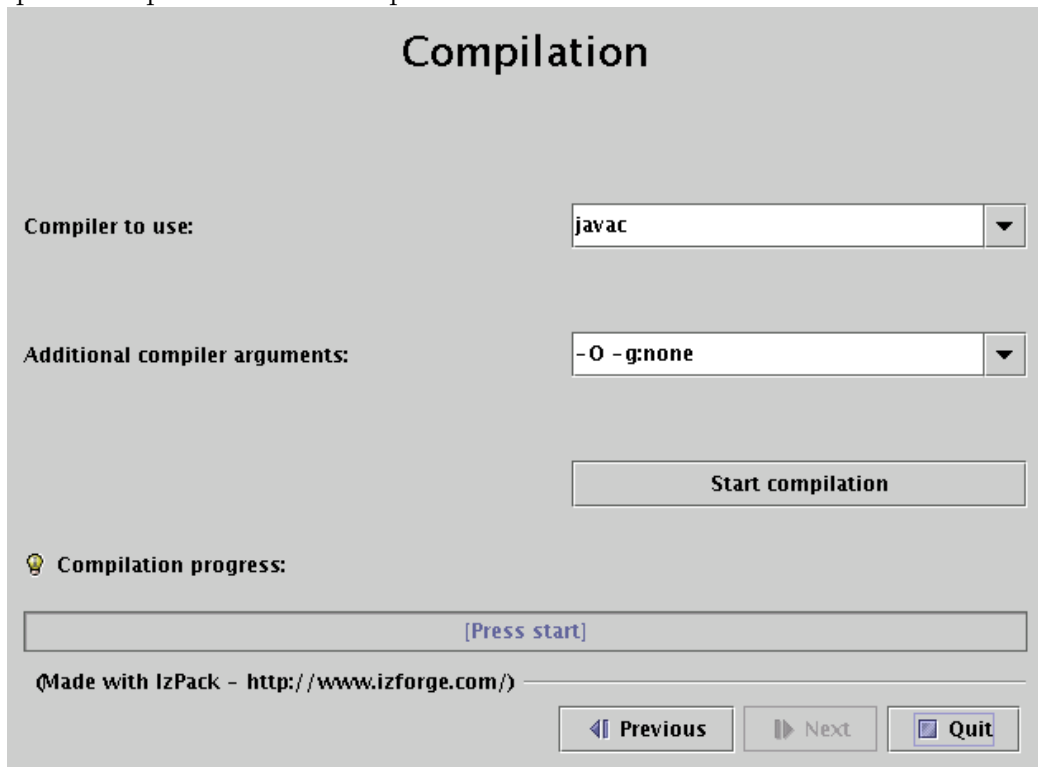 Compilation
Compiler to use:
javac
Additional compiler arguments:
-O -g:none
Start compilation
Compilation progress:
[Press start]
(Made with IzPack - http://www.izforge.com/)
Previous
Next
Quit